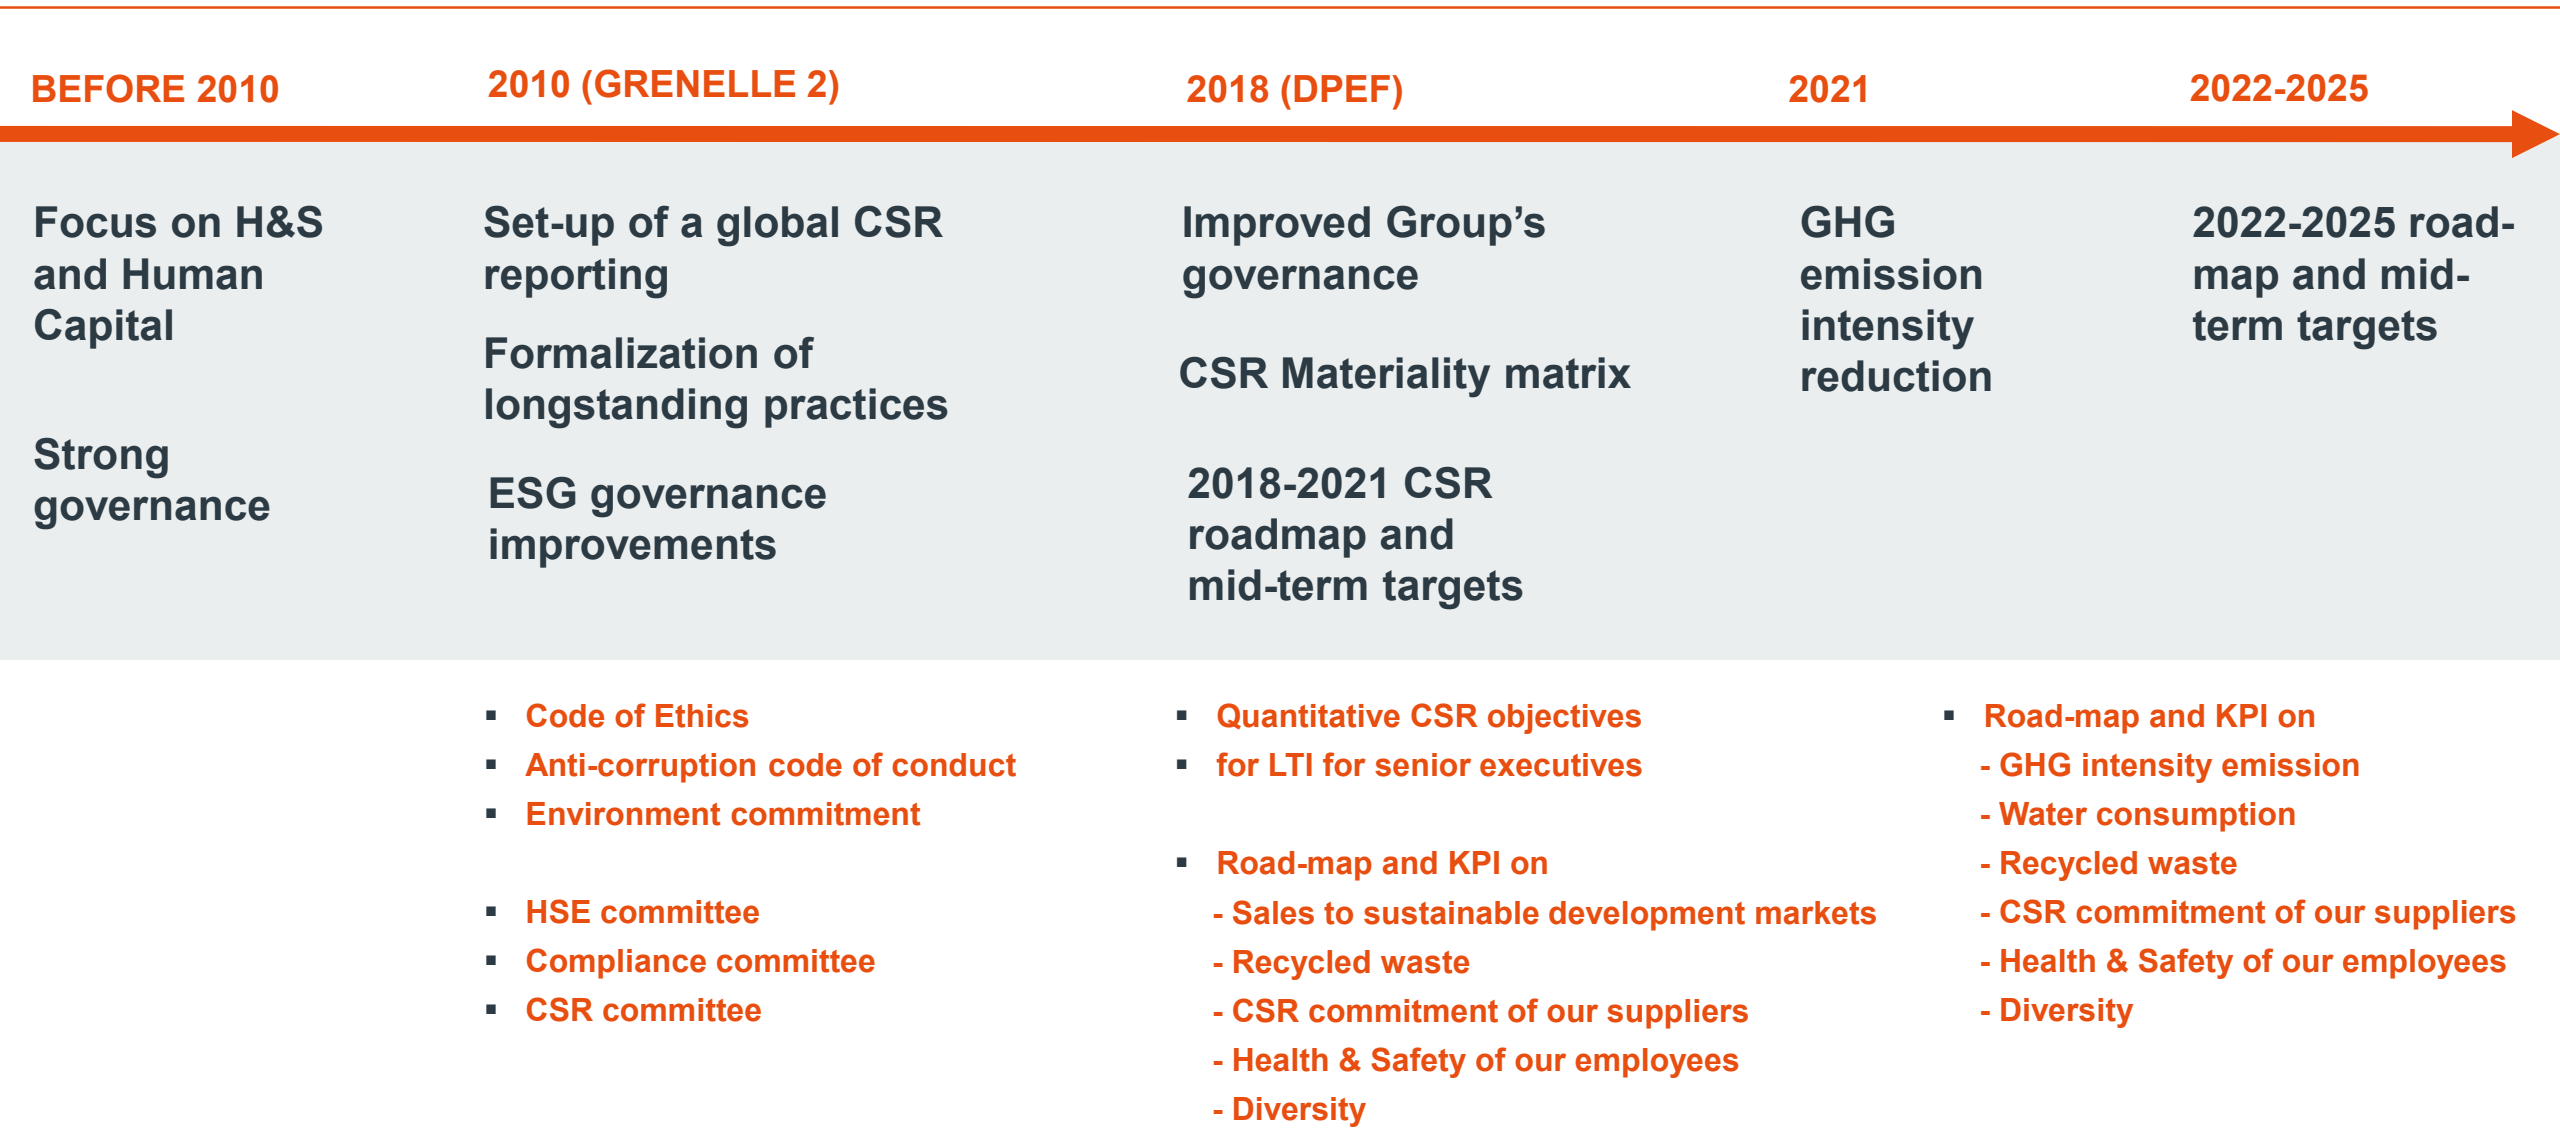 BEFORE 2010
2010 (GRENELLE 2)
2018 (DPEF)
2021
2022-2025
Focus on H&S
and Human
Capital
Strong
governance
Set-up of a global CSR
reporting
Formalization of
longstanding practices
ESG governance
improvements
Improved Group’s
governance
CSR Materiality matrix
2018-2021 CSR
roadmap and
mid-term targets
GHG
emission
intensity
reduction
2022-2025 road-
map and mid-
term targets
▪ Code of Ethics
▪ Anti-corruption code of conduct
▪ Environment commitment
▪ HSE committee
▪ Compliance committee
▪ CSR committee
▪ Quantitative CSR objectives
▪ for LTI for senior executives
▪ Road-map and KPI on
- Sales to sustainable development markets
- Recycled waste
- CSR commitment of our suppliers
- Health & Safety of our employees
- Diversity
▪ Road-map and KPI on
- GHG intensity emission
- Water consumption
- Recycled waste
- CSR commitment of our suppliers
- Health & Safety of our employees
- Diversity